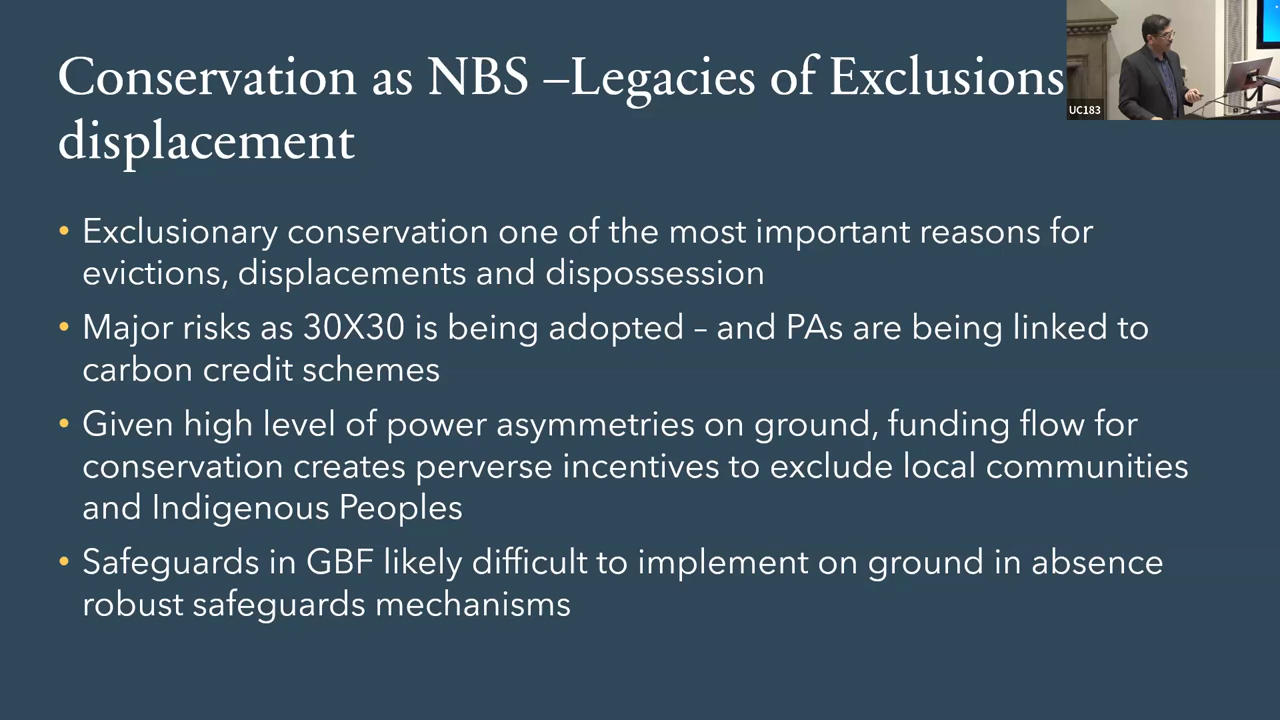 Conservation as NBS –Legacies of Exclusions
displacement
UC183
• Exclusionary conservation one of the most important reasons for
evictions, displacements and dispossession
• Major risks as 30X30 is being adopted – and PAs are being linked to
carbon credit schemes
• Given high level of power asymmetries on ground, funding flow for
conservation creates perverse incentives to exclude local communities
and Indigenous Peoples
• Safeguards in GBF likely difficult to implement on ground in absence
robust safeguards mechanisms